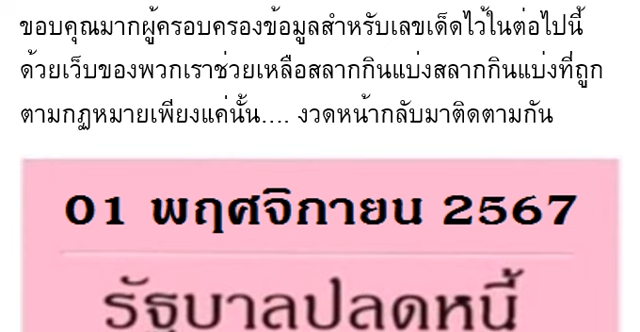 ขอบคุณมากผู้ครอบครองข้อมูลสำหรับเลขเด็ดไว้ในต่อไปนี้
ด้วยเว็บของพวกเราช่วยเหลือสลากกินแบ่งสลากกินแบ่งที่ถูก
ตามกฏหมายเพียงแค่นั้น.... งวดหน้ากลับมาติดตามกัน
01 พฤศจิกายน 2567
รัฐบาลปลดหนี้